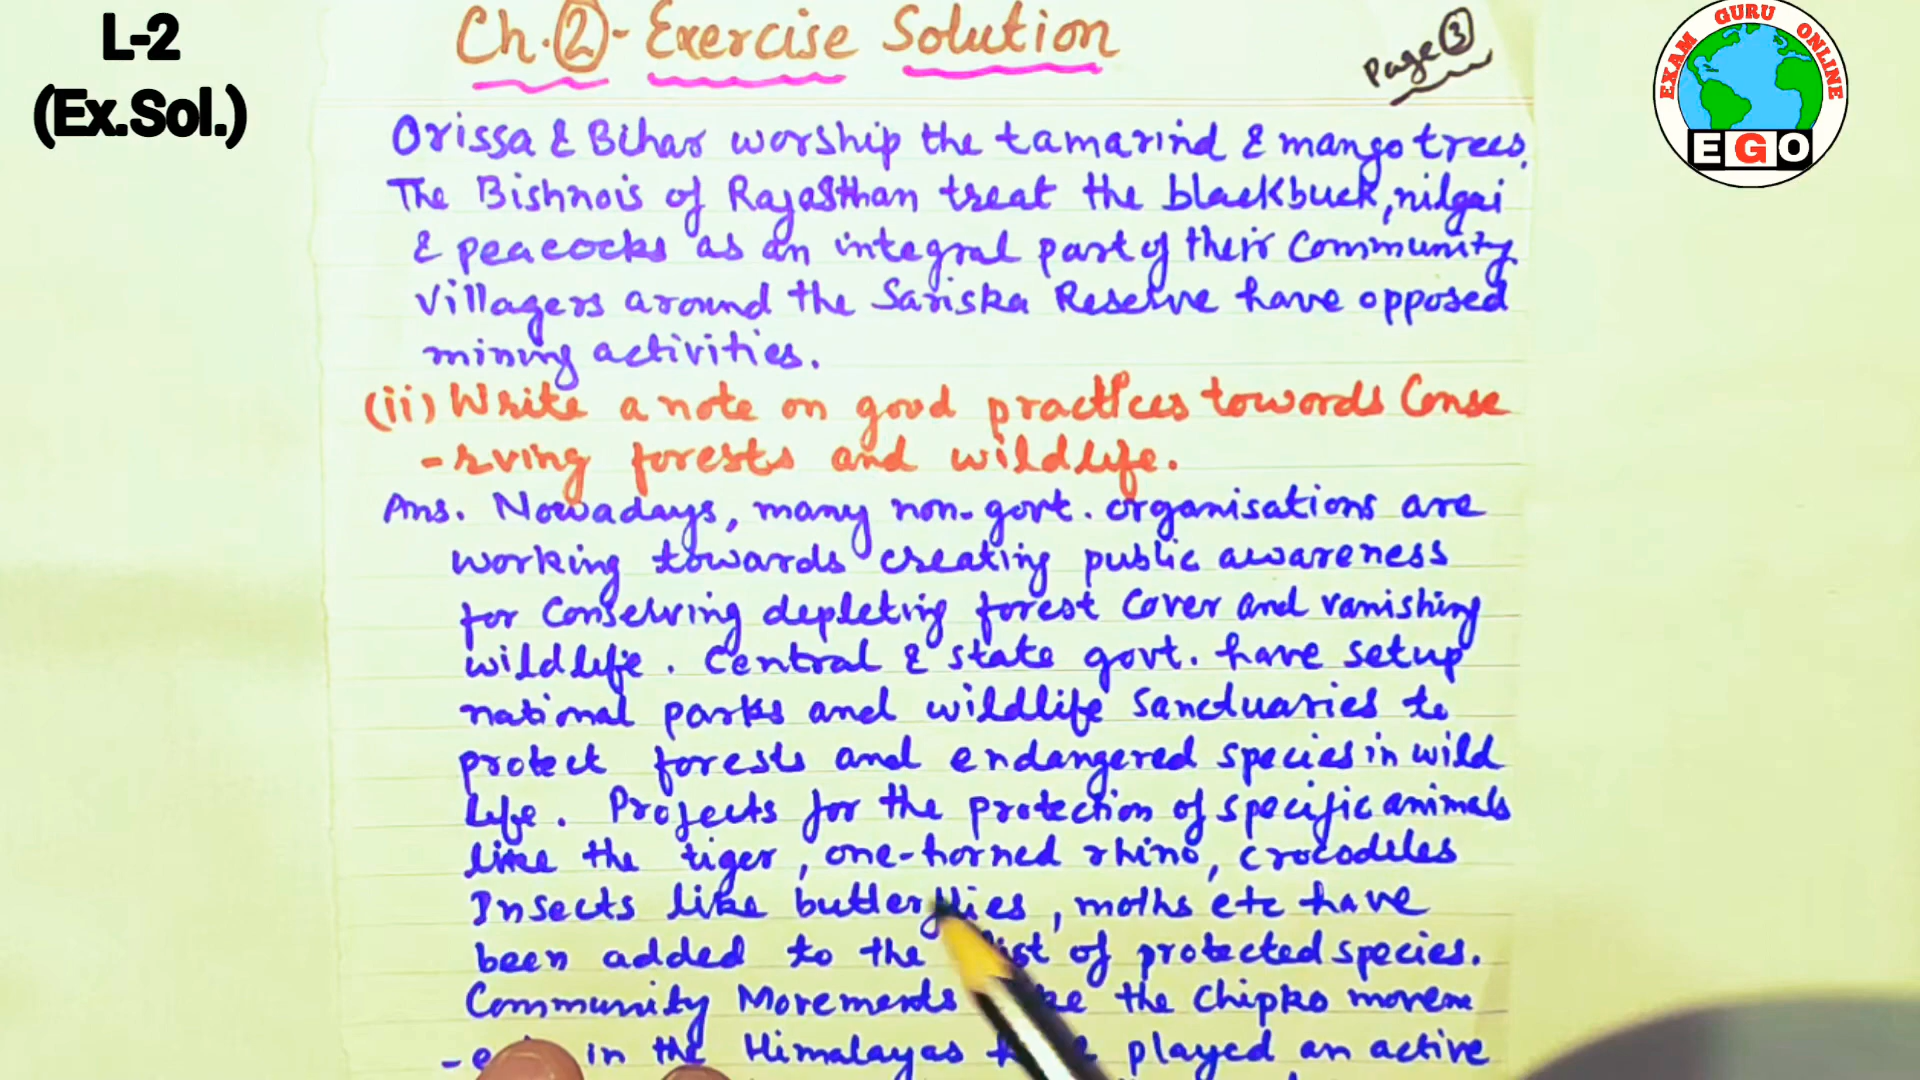 L-2
(Ex.Sol.)
Ch.②-Exercise Solution
Page③
EXAM GURU ONLINE
EGO
Orissa & Bihar worship the tamarind & mango trees.
The Bishnois of Rajasthan treat the blackbuck, nilgai
& peacocks as an integral part of their Community
Villagers around the Sariska Reserve have opposed
mining activities.
(ii) Write a note on good practices towords Conse
-rving forests and wildlife.
Ans. Nowadays, many non-govt. organisations are
working towards creating public awareness
for Conserving depleting forest Cover and vanishing
wildlife. Central & state govt. have setup
national parks and wildlife Sanctuaries to
protect forests and endangered species in wild
life. Projects for the protection of specific animals
like the tiger, one-horned rhino, crocodiles
Insects like butterflies, moths etc have
been added to the list of protected species.
Community Movements the Chipko movem
in the Himalayas played an active